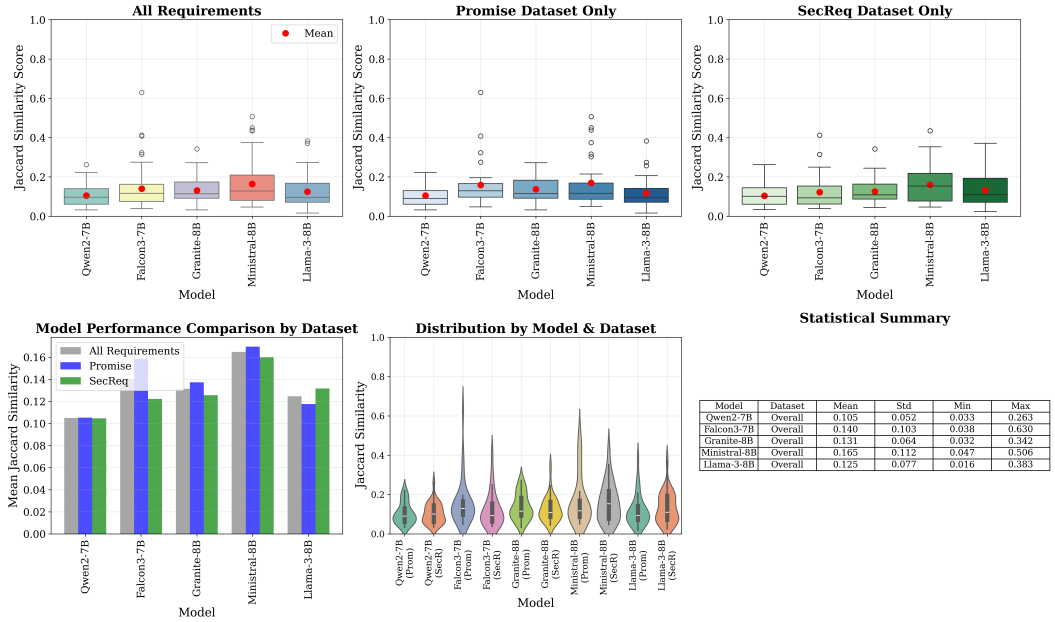 All Requirements
Jaccard Similarity Score
1.0
0.8
0.6
0.4
0.2
0.0
Mean
Qwen2-7B
Falcon3-7B
Granite-8B
Ministral-8B
Llama-3-8B
Model
Promise Dataset Only
Jaccard Similarity Score
1.0
0.8
0.6
0.4
0.2
0.0
Qwen2-7B
Falcon3-7B
Granite-8B
Ministral-8B
Llama-3-8B
Model
SecReq Dataset Only
Jaccard Similarity Score
1.0
0.8
0.6
0.4
0.2
0.0
Qwen2-7B
Falcon3-7B
Granite-8B
Ministral-8B
Llama-3-8B
Model
Model Performance Comparison by Dataset
Mean Jaccard Similarity
0.16
0.14
0.12
0.10
0.08
0.06
0.04
0.02
0.00
All Requirements
Promise
SecReq
Qwen2-7B
Falcon3-7B
Granite-8B
Ministral-8B
Llama-3-8B
Model
Distribution by Model & Dataset
Jaccard Similarity
1.0
0.8
0.6
0.4
0.2
0.0
Qwen2-7B
(Prom)
Qwen2-7B
(SecR)
Falcon3-7B
(Prom)
Falcon3-7B
(SecR)
Granite-8B
(Prom)
Granite-8B
(SecR)
Ministral-8B
(Prom)
Ministral-8B
(SecR)
Llama-3-8B
(Prom)
Llama-3-8B
(SecR)
Model
Statistical Summary
Model Dataset Mean Std Min Max
Qwen2-7B Overall 0.105 0.052 0.033 0.263
Falcon3-7B Overall 0.140 0.103 0.038 0.630
Granite-8B Overall 0.131 0.064 0.032 0.342
Ministral-8B Overall 0.165 0.112 0.047 0.506
Llama-3-8B Overall 0.125 0.077 0.016 0.383